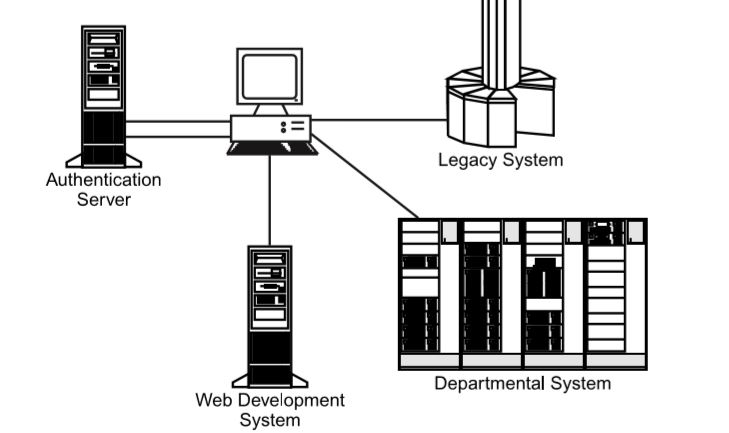 Legacy System
Authentication
Server
Departmental System
Web Development
System